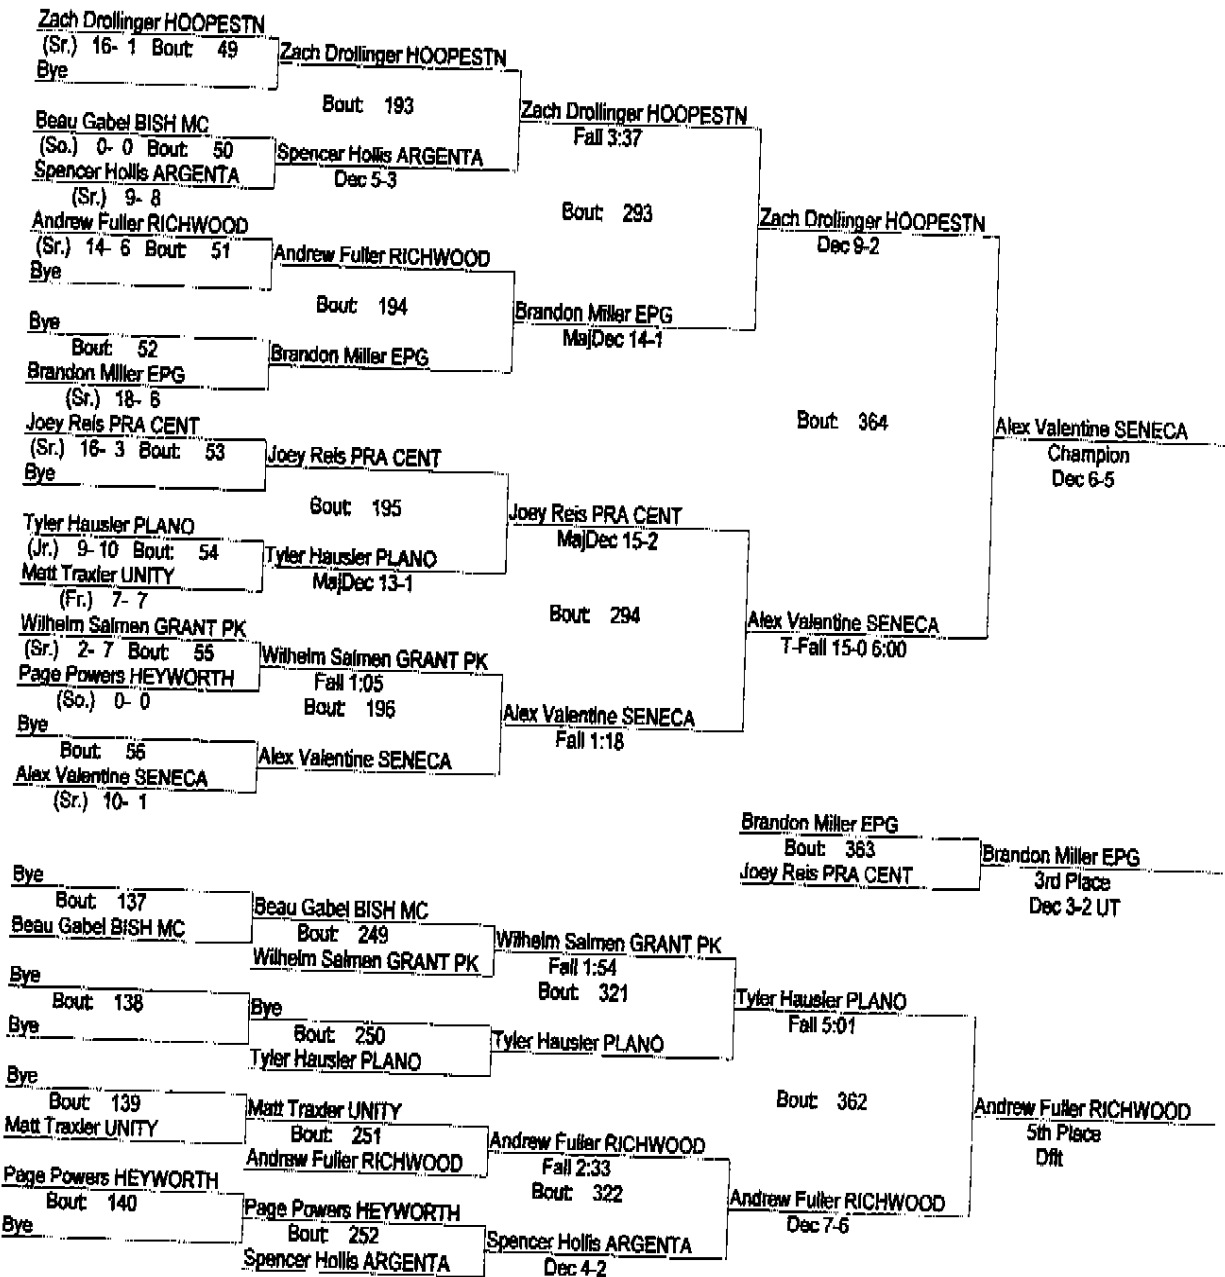 Zach Drollinger HOOPESTN
(Sr.) 16- 1 Bout: 49
Bye
Zach Drollinger HOOPESTN
Bout: 193
Beau Gabel BISH MC
(So.) 0- 0 Bout: 50
Spencer Hollis ARGENTA
(Sr.) 9- 8
Spencer Hollis ARGENTA
Dec 5-3
Zach Drollinger HOOPESTN
Fall 3:37
Bout: 293
Andrew Fuller RICHWOOD
(Sr.) 14- 6 Bout: 51
Bye
Andrew Fuller RICHWOOD
Bout: 194
Bye
Bout: 52
Brandon Miller EPG
(Sr.) 18- 6
Brandon Miller EPG
Brandon Miller EPG
MajDec 14-1
Zach Drollinger HOOPESTN
Dec 9-2
Bout: 364
Joey Reis PRA CENT
(Sr.) 16- 3 Bout: 53
Bye
Joey Reis PRA CENT
Bout: 195
Tyler Hausler PLANO
(Jr.) 9- 10 Bout: 54
Matt Traxler UNITY
(Fr.) 7- 7
Tyler Hausler PLANO
MajDec 13-1
Joey Reis PRA CENT
MajDec 15-2
Bout: 294
Wilhelm Salmen GRANT PK
(Sr.) 2- 7 Bout: 55
Page Powers HEYWORTH
(So.) 0- 0
Wilhelm Salmen GRANT PK
Fall 1:05
Bout: 196
Bye
Bout: 56
Alex Valentine SENECA
(Sr.) 10- 1
Alex Valentine SENECA
Alex Valentine SENECA
Fall 1:18
Alex Valentine SENECA
T-Fall 15-0 6:00
Alex Valentine SENECA
Champion
Dec 6-5
Brandon Miller EPG
Bout: 363
Joey Reis PRA CENT
Brandon Miller EPG
3rd Place
Dec 3-2 UT
Bye
Bout: 137
Beau Gabel BISH MC
Beau Gabel BISH MC
Bout: 249
Wilhelm Salmen GRANT PK
Wilhelm Salmen GRANT PK
Fall 1:54
Bout: 321
Bye
Bout: 138
Bye
Bye
Bout: 250
Tyler Hausler PLANO
Tyler Hausler PLANO
Tyler Hausler PLANO
Fall 5:01
Bout: 362
Bye
Bout: 139
Matt Traxler UNITY
Matt Traxler UNITY
Bout: 251
Andrew Fuller RICHWOOD
Andrew Fuller RICHWOOD
Fall 2:33
Bout: 322
Page Powers HEYWORTH
Bout: 140
Bye
Page Powers HEYWORTH
Bout: 252
Spencer Hollis ARGENTA
Spencer Hollis ARGENTA
Dec 4-2
Andrew Fuller RICHWOOD
Dec 7-5
Andrew Fuller RICHWOOD
5th Place
Dflt